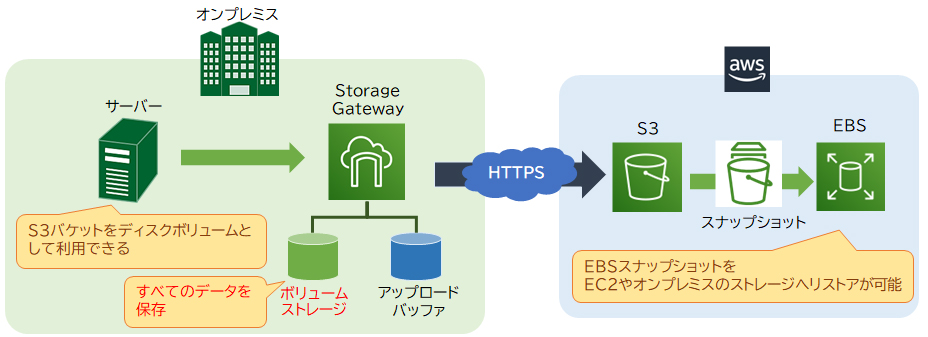 オンプレミス
サーバー
Storage
Gateway
S3バケットをディスクボリュームと
して利用できる
すべてのデータを
保存
ボリューム
ストレージ
アップロード
バッファ
HTTPS
aws
S3
スナップショット
EBS
EBSスナップショットを
EC2やオンプレミスのストレージへリストアが可能